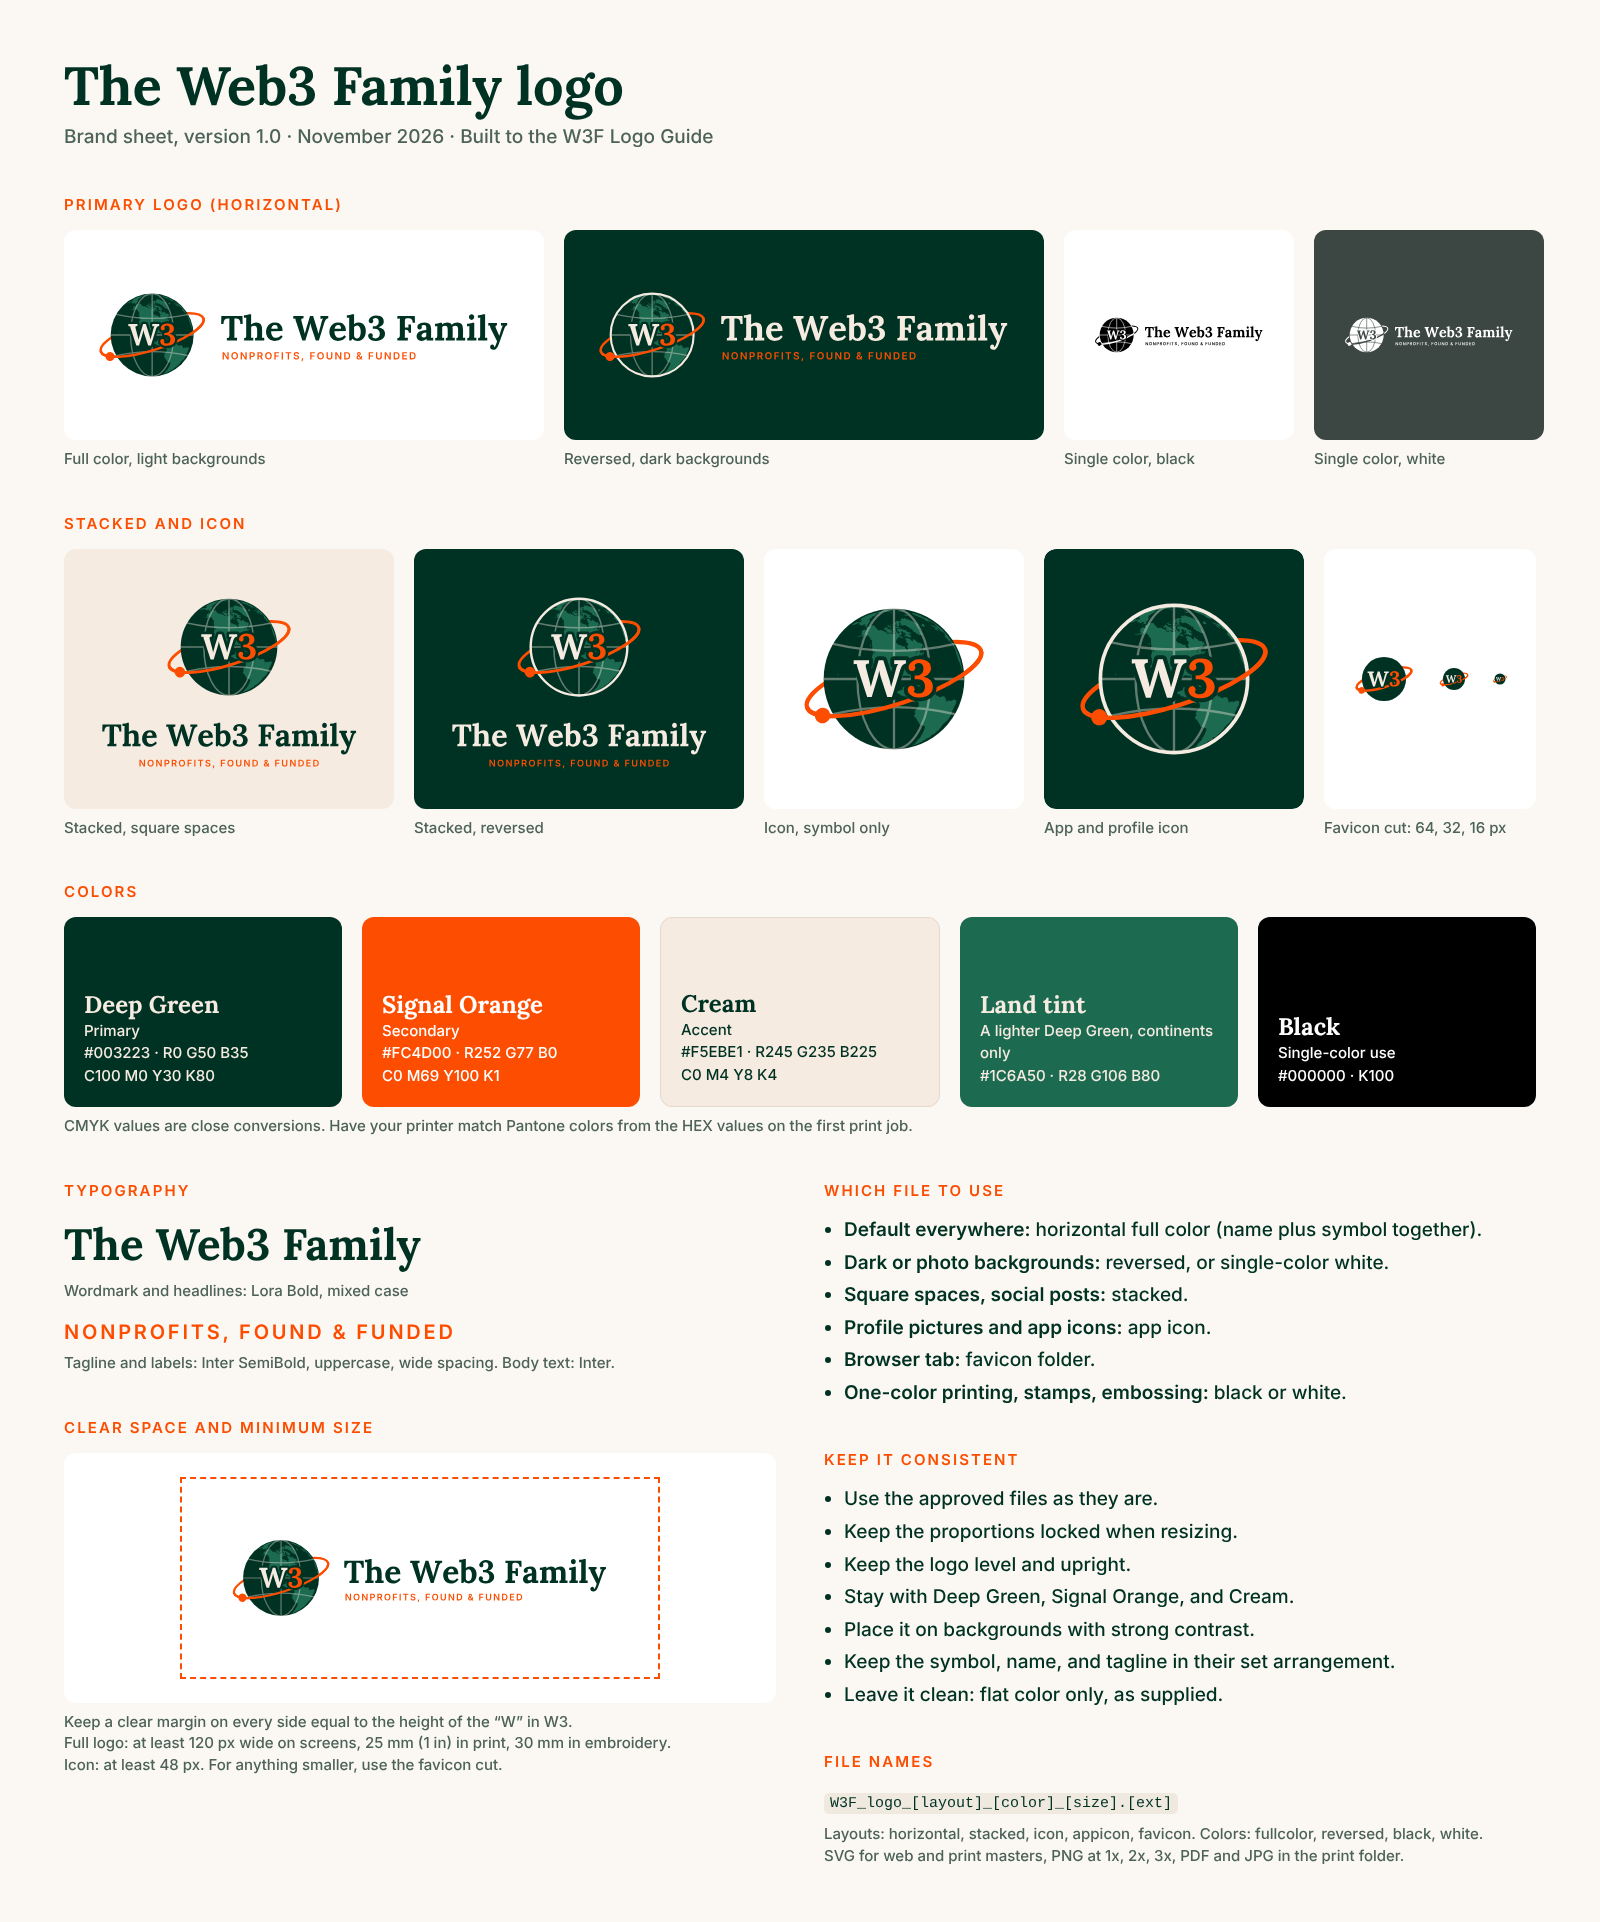 The Web3 Family logo
Brand sheet, version 1.0 · November 2026 · Built to the W3F Logo Guide
PRIMARY LOGO (HORIZONTAL)
W3 The Web3 Family
NONPROFITS, FOUND & FUNDED
W3 The Web3 Family
NONPROFITS, FOUND & FUNDED
W3 The Web3 Family
NONPROFITS, FOUND & FUNDED
W3 The Web3 Family
NONPROFITS, FOUND & FUNDED
Full color, light backgrounds
Reversed, dark backgrounds
Single color, black
Single color, white
STACKED AND ICON
W3
The Web3 Family
NONPROFITS, FOUND & FUNDED
W3
The Web3 Family
NONPROFITS, FOUND & FUNDED
W3
W3
W3
W3
W3
Stacked, square spaces
Stacked, reversed
Icon, symbol only
App and profile icon
Favicon cut: 64, 32, 16 px
COLORS
Deep Green
Primary
#003223 · R0 G50 B35
C100 M0 Y30 K80
Signal Orange
Secondary
#FC4D00 · R252 G77 B0
C0 M69 Y100 K1
Cream
Accent
#F5EBE1 · R245 G235 B225
C0 M4 Y8 K4
Land tint
A lighter Deep Green, continents
only
#1C6A50 · R28 G106 B80
Black
Single-color use
#000000 · K100
CMYK values are close conversions. Have your printer match Pantone colors from the HEX values on the first print job.
TYPOGRAPHY
The Web3 Family
Wordmark and headlines: Lora Bold, mixed case
NONPROFITS, FOUND & FUNDED
Tagline and labels: Inter SemiBold, uppercase, wide spacing. Body text: Inter.
CLEAR SPACE AND MINIMUM SIZE
W3 The Web3 Family
NONPROFITS, FOUND & FUNDED
Keep a clear margin on every side equal to the height of the “W” in W3.
Full logo: at least 120 px wide on screens, 25 mm (1 in) in print, 30 mm in embroidery.
Icon: at least 48 px. For anything smaller, use the favicon cut.
WHICH FILE TO USE
• Default everywhere: horizontal full color (name plus symbol together).
• Dark or photo backgrounds: reversed, or single-color white.
• Square spaces, social posts: stacked.
• Profile pictures and app icons: app icon.
• Browser tab: favicon folder.
• One-color printing, stamps, embossing: black or white.
KEEP IT CONSISTENT
• Use the approved files as they are.
• Keep the proportions locked when resizing.
• Keep the logo level and upright.
• Stay with Deep Green, Signal Orange, and Cream.
• Place it on backgrounds with strong contrast.
• Keep the symbol, name, and tagline in their set arrangement.
• Leave it clean: flat color only, as supplied.
FILE NAMES
W3F_logo_[layout]_[color]_[size].[ext]
Layouts: horizontal, stacked, icon, appicon, favicon. Colors: fullcolor, reversed, black, white.
SVG for web and print masters, PNG at 1x, 2x, 3x, PDF and JPG in the print folder.